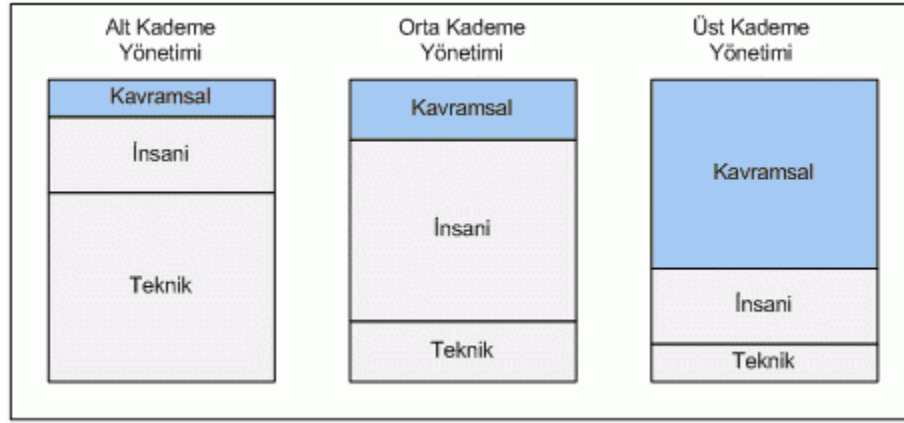 Alt Kademe
Yönetimi
Kavramsal
İnsani
Teknik
Orta Kademe
Yönetimi
Kavramsal
İnsani
Teknik
Üst Kademe
Yönetimi
Kavramsal
İnsani
Teknik